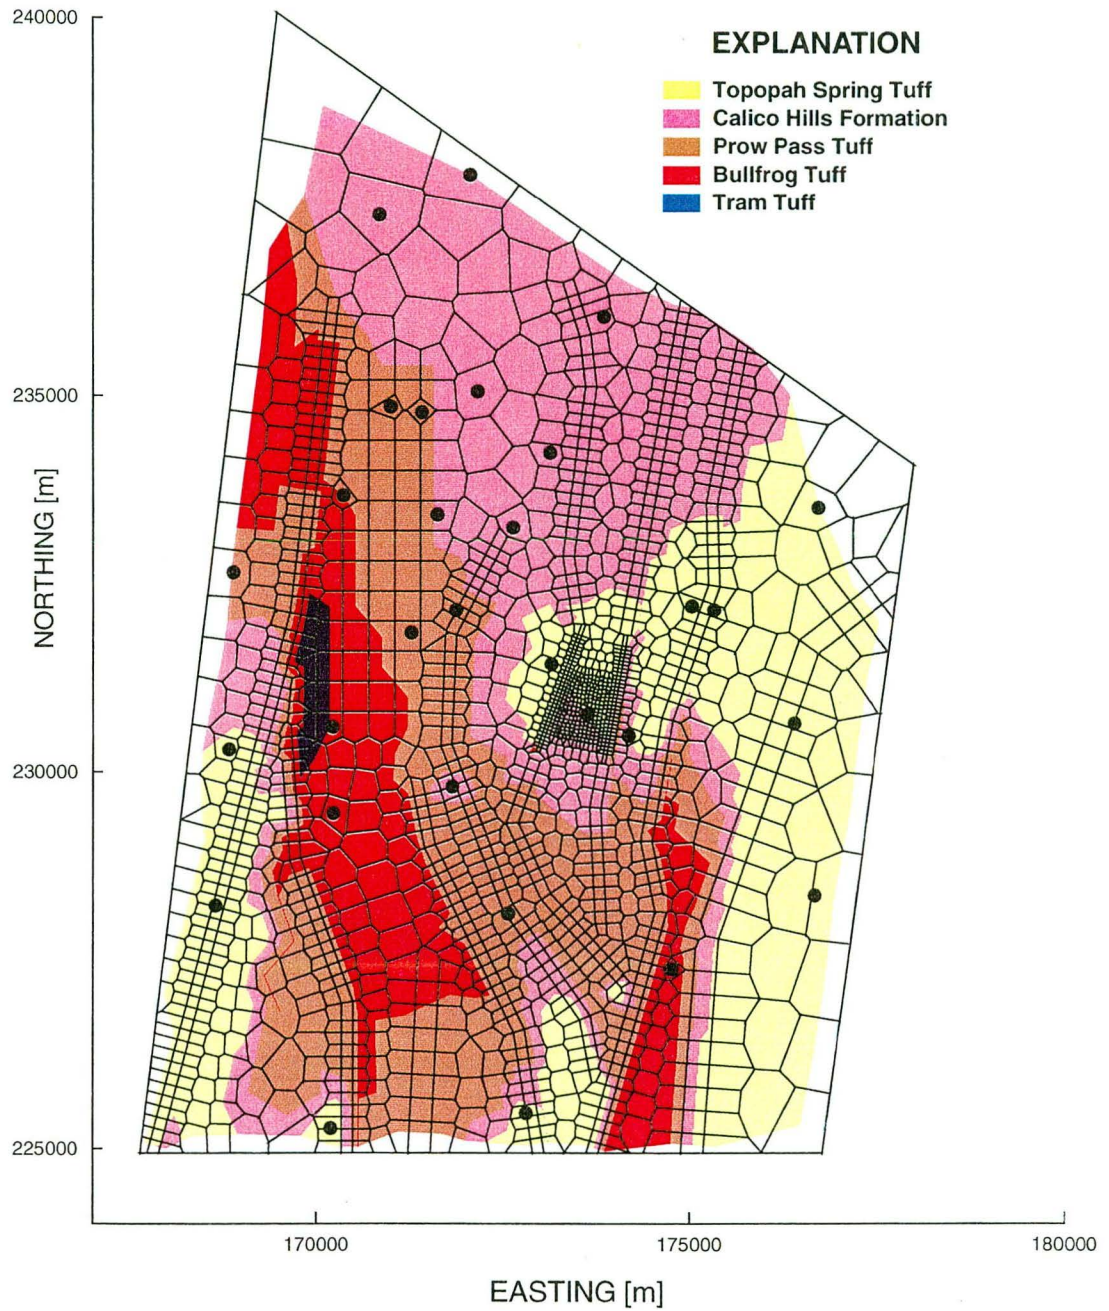 240000
EXPLANATION
Topopah Spring Tuff
Calico Hills Formation
Prow Pass Tuff
Bullfrog Tuff
Tram Tuff
235000
NORTHING [m]
230000
225000
170000
175000
180000
EASTING [m]